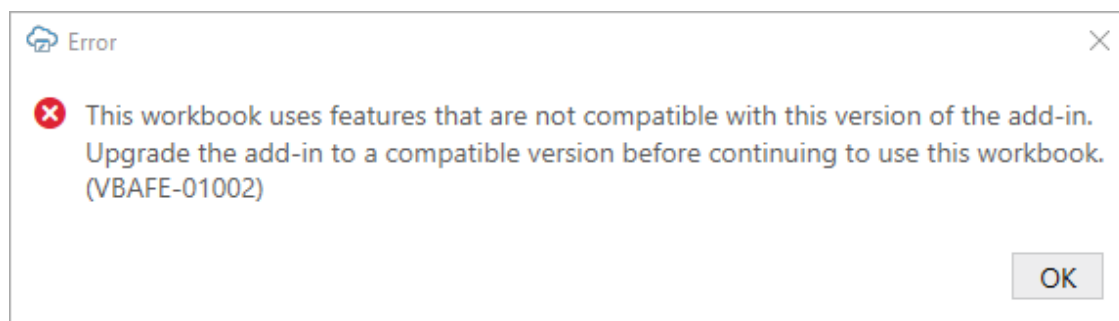 Error
This workbook uses features that are not compatible with this version of the add-in.
Upgrade the add-in to a compatible version before continuing to use this workbook.
(VBAFE-01002)
OK